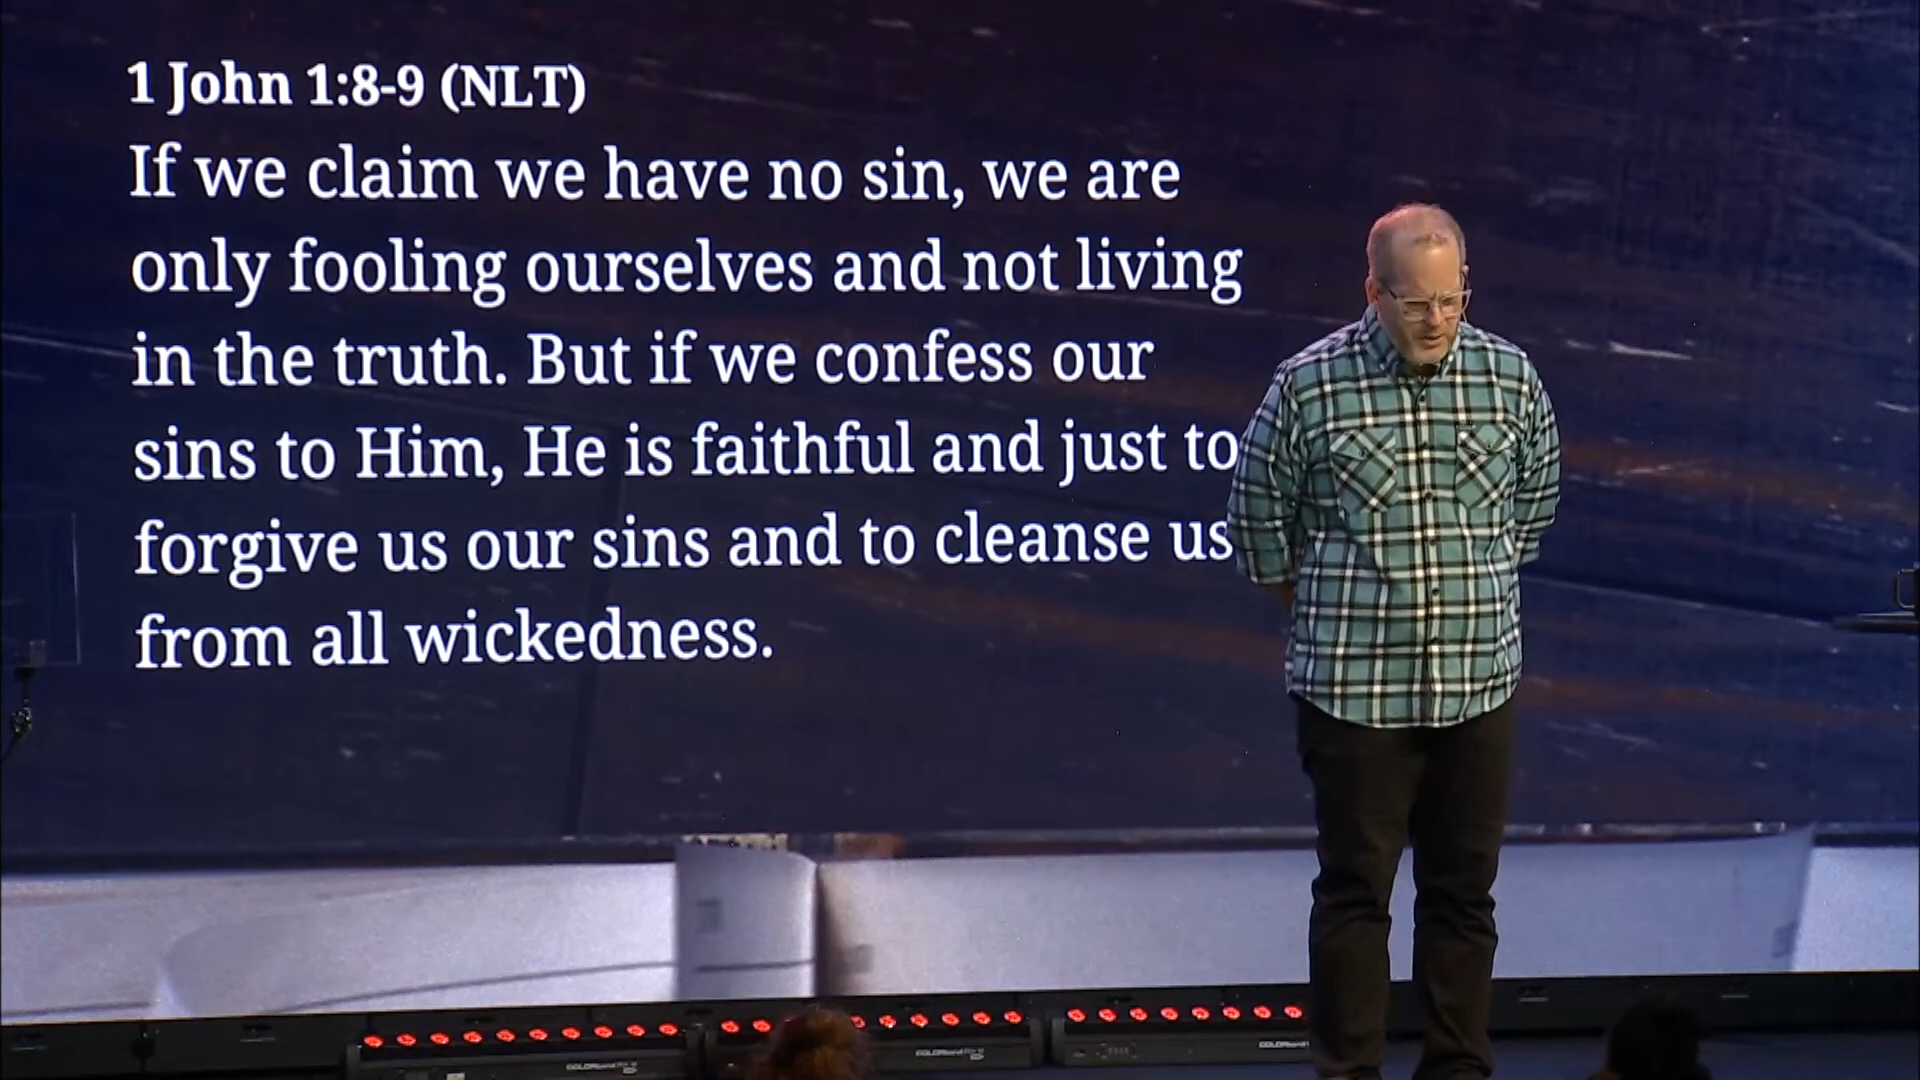 1 John 1:8-9 (NLT)
If we claim we have no sin, we are
only fooling ourselves and not living
in the truth. But if we confess our
sins to Him, He is faithful and just to
forgive us our sins and to cleanse us
from all wickedness.